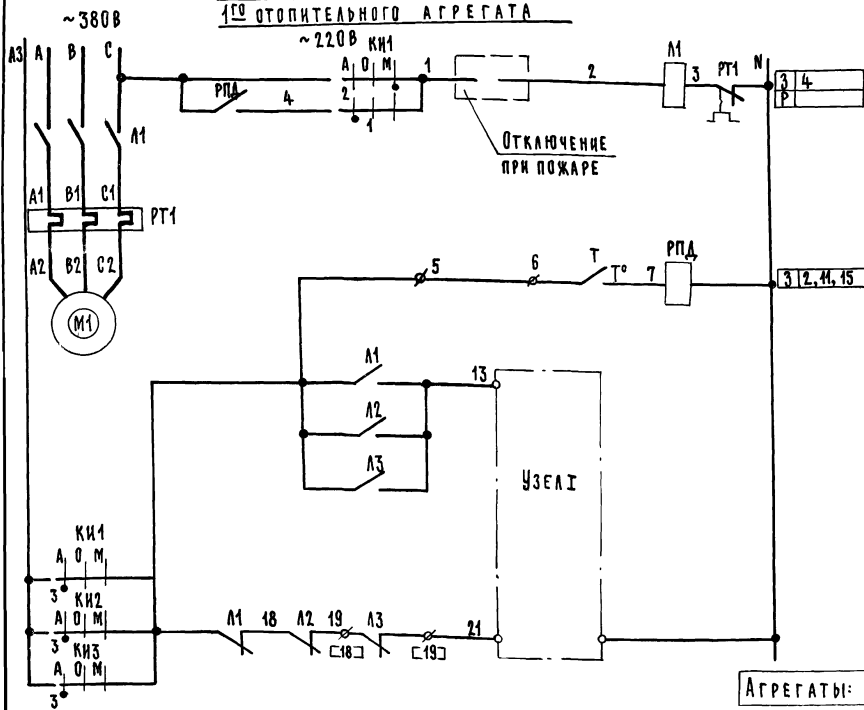 1го ОТОПИТЕЛЬНОГО АГРЕГАТА
~380В
~220В КИ1
А3 А В С
А О М 1 2 Л1 3 РТ1 N
3 4
Р
РПД 4 2
1
Л1
ОТКЛЮЧЕНИЕ
ПРИ ПОЖАРЕ
А1 В1 С1
РТ1
А2 В2 С2
М1
5 6 Т Т° 7 РПД
3 2, 11, 15
Л1 13
Л2
Л3
УЗЕЛ I
КИ1
А О М
3
КИ2
А О М
3
КИ3
А О М
3
Л1 18 Л2 19 Л3 21
[18] [19]
АГРЕГАТЫ: